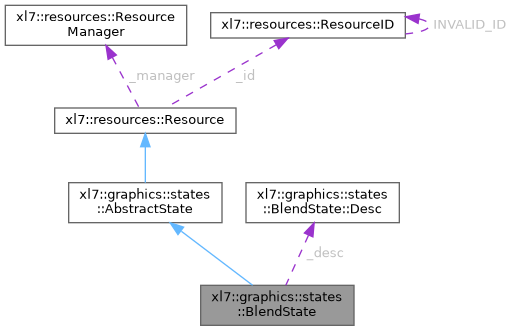 xl7::resources::Resource
Manager
xl7::resources::ResourceID
INVALID_ID
_manager
_id
xl7::resources::Resource
xl7::graphics::states
::AbstractState
xl7::graphics::states
::BlendState::Desc
_desc
xl7::graphics::states
::BlendState